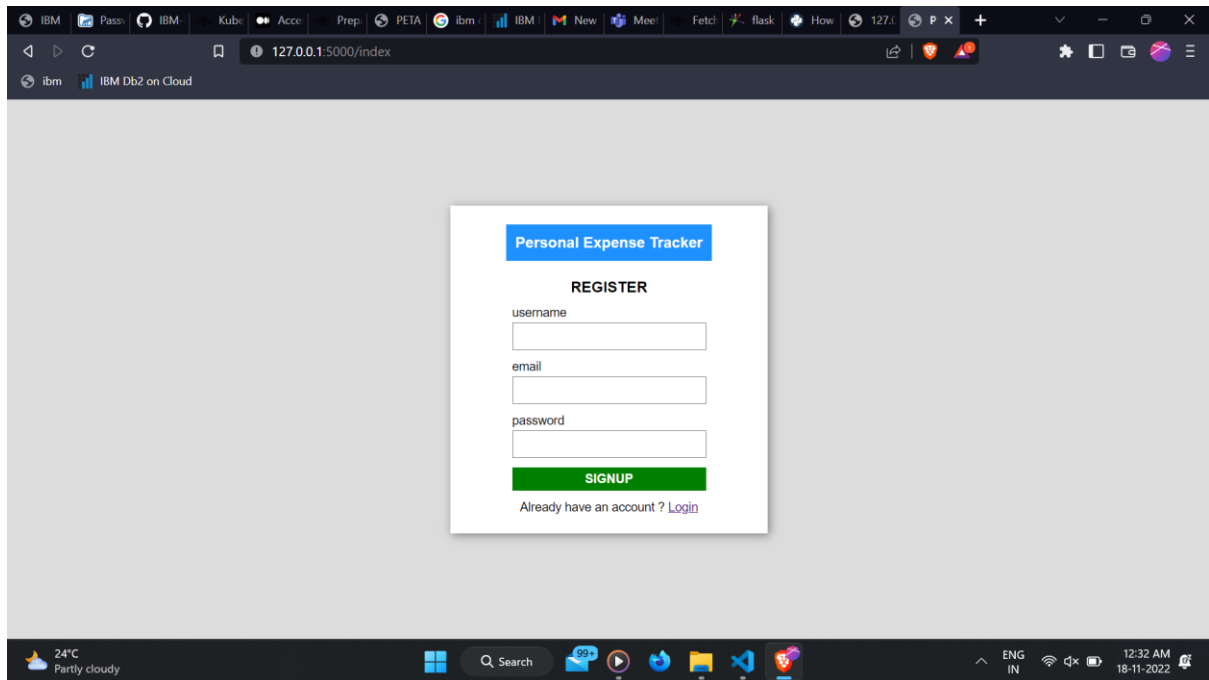 IBM Pass IBM- Kube Acce Prep PETA ibm IBM New Meet Fetch flask How 127.0 P
127.0.0.1:5000/index
ibm IBM Db2 on Cloud
Personal Expense Tracker
REGISTER
username
email
password
SIGNUP
Already have an account ? Login
24°C
Partly cloudy
Search
99+
ENG
IN
12:32 AM
18-11-2022